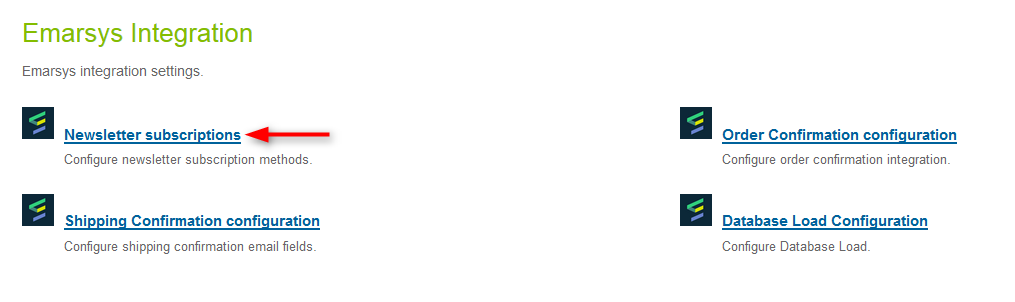 Emarsys Integration
Emarsys integration settings.
Newsletter subscriptions
Configure newsletter subscription methods.
Order Confirmation configuration
Configure order confirmation integration.
Shipping Confirmation configuration
Configure shipping confirmation email fields.
Database Load Configuration
Configure Database Load.